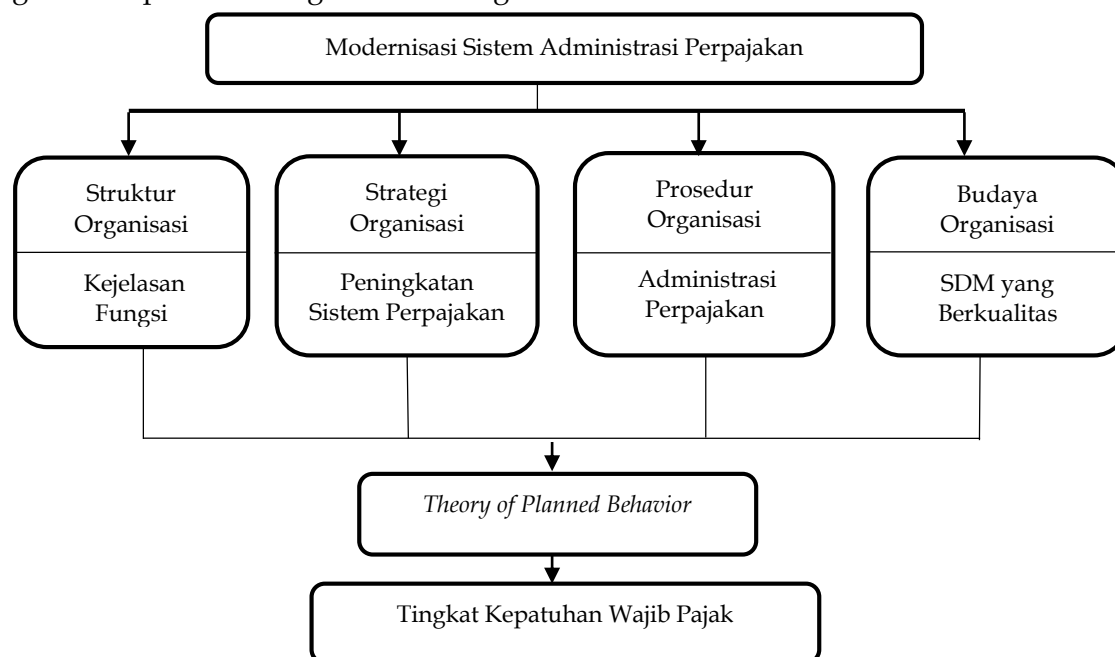 Modernisasi Sistem Administrasi Perpajakan
Struktur
Organisasi
Kejelasan
Fungsi
Strategi
Organisasi
Peningkatan
Sistem Perpajakan
Prosedur
Organisasi
Administrasi
Perpajakan
Budaya
Organisasi
SDM yang
Berkualitas
Theory of Planned Behavior
Tingkat Kepatuhan Wajib Pajak